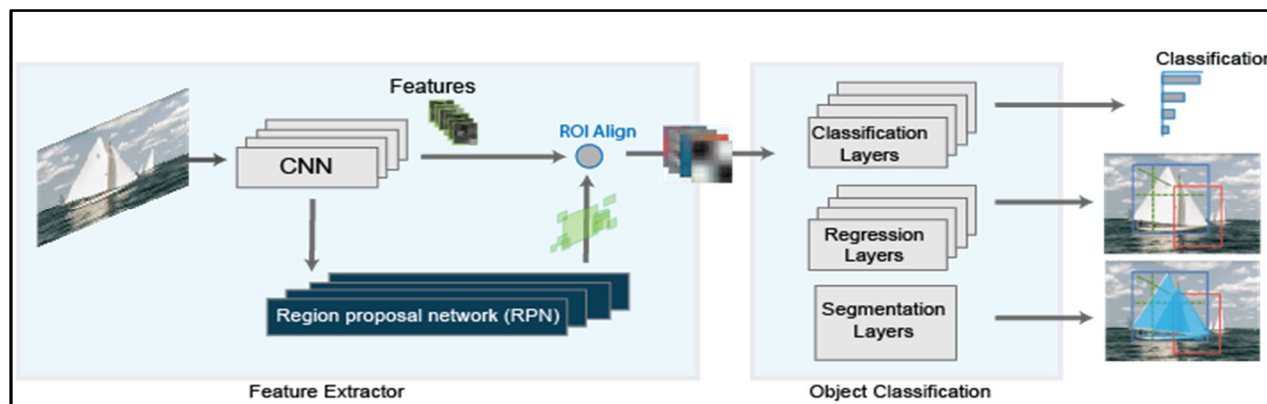 Classification
Features
ROI Align
CNN
Classification
Layers
Regression
Layers
Region proposal network (RPN)
Segmentation
Layers
Feature Extractor
Object Classification